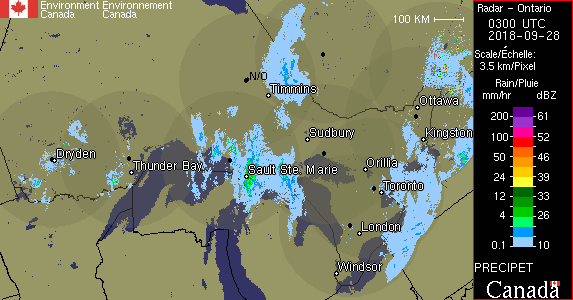 Environment Environnement
Canada Canada
100 KM
N/O
Timmins
Ottawa
Sudbury
Kingston
Dryden
Thunder Bay
Sault Ste. Marie
Orillia
Toronto
London
Windsor
Radar - Ontario
0300 UTC
2018-09-28
Scale/Échelle:
3.5 km/Pixel
Rain/Pluie
mm/hr dBZ
200 61
100 52
50 46
24 39
12 33
4 26
0.1 10
PRECIPET
Canada